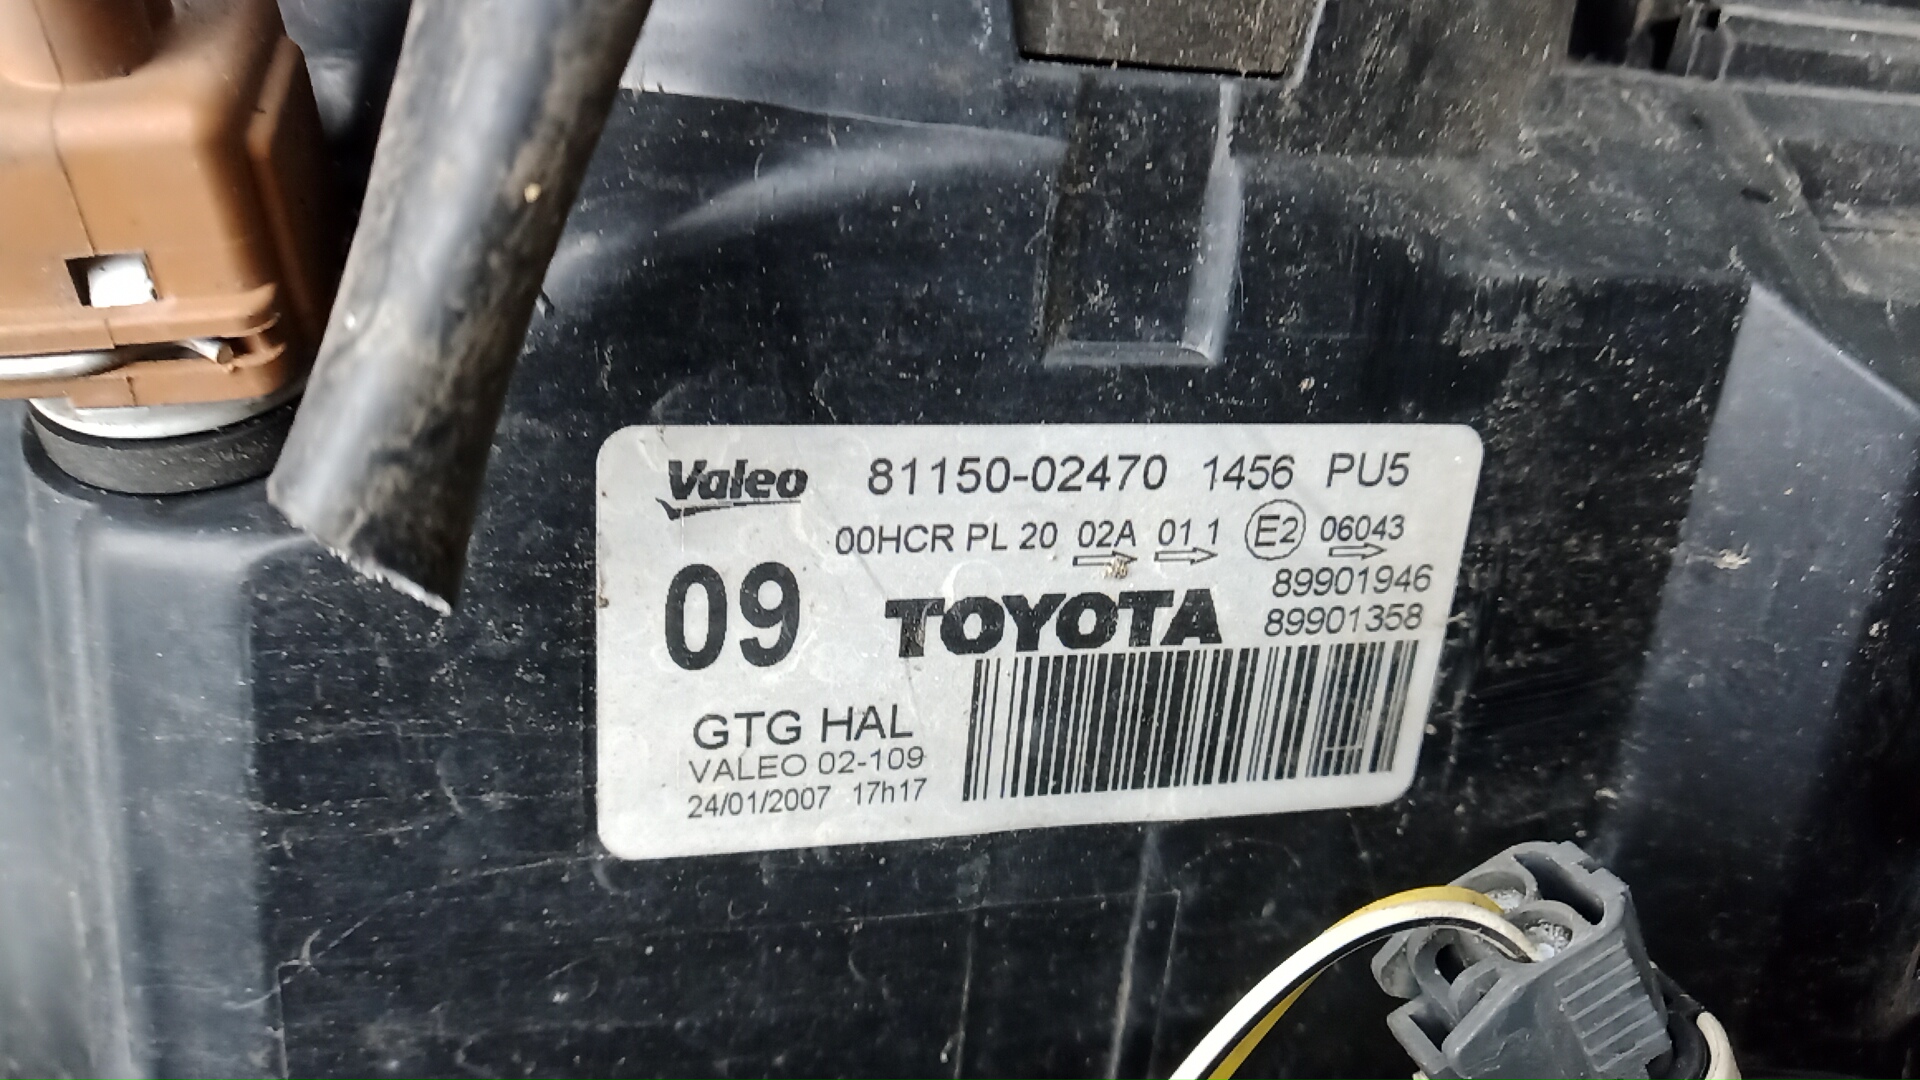 Valeo 81150-02470 1456 PU5
00HCR PL 20 02A 01 1 E2 06043
09 TOYOTA 89901946
89901358
GTG HAL
VALEO 02-109
24/01/2007 17h17